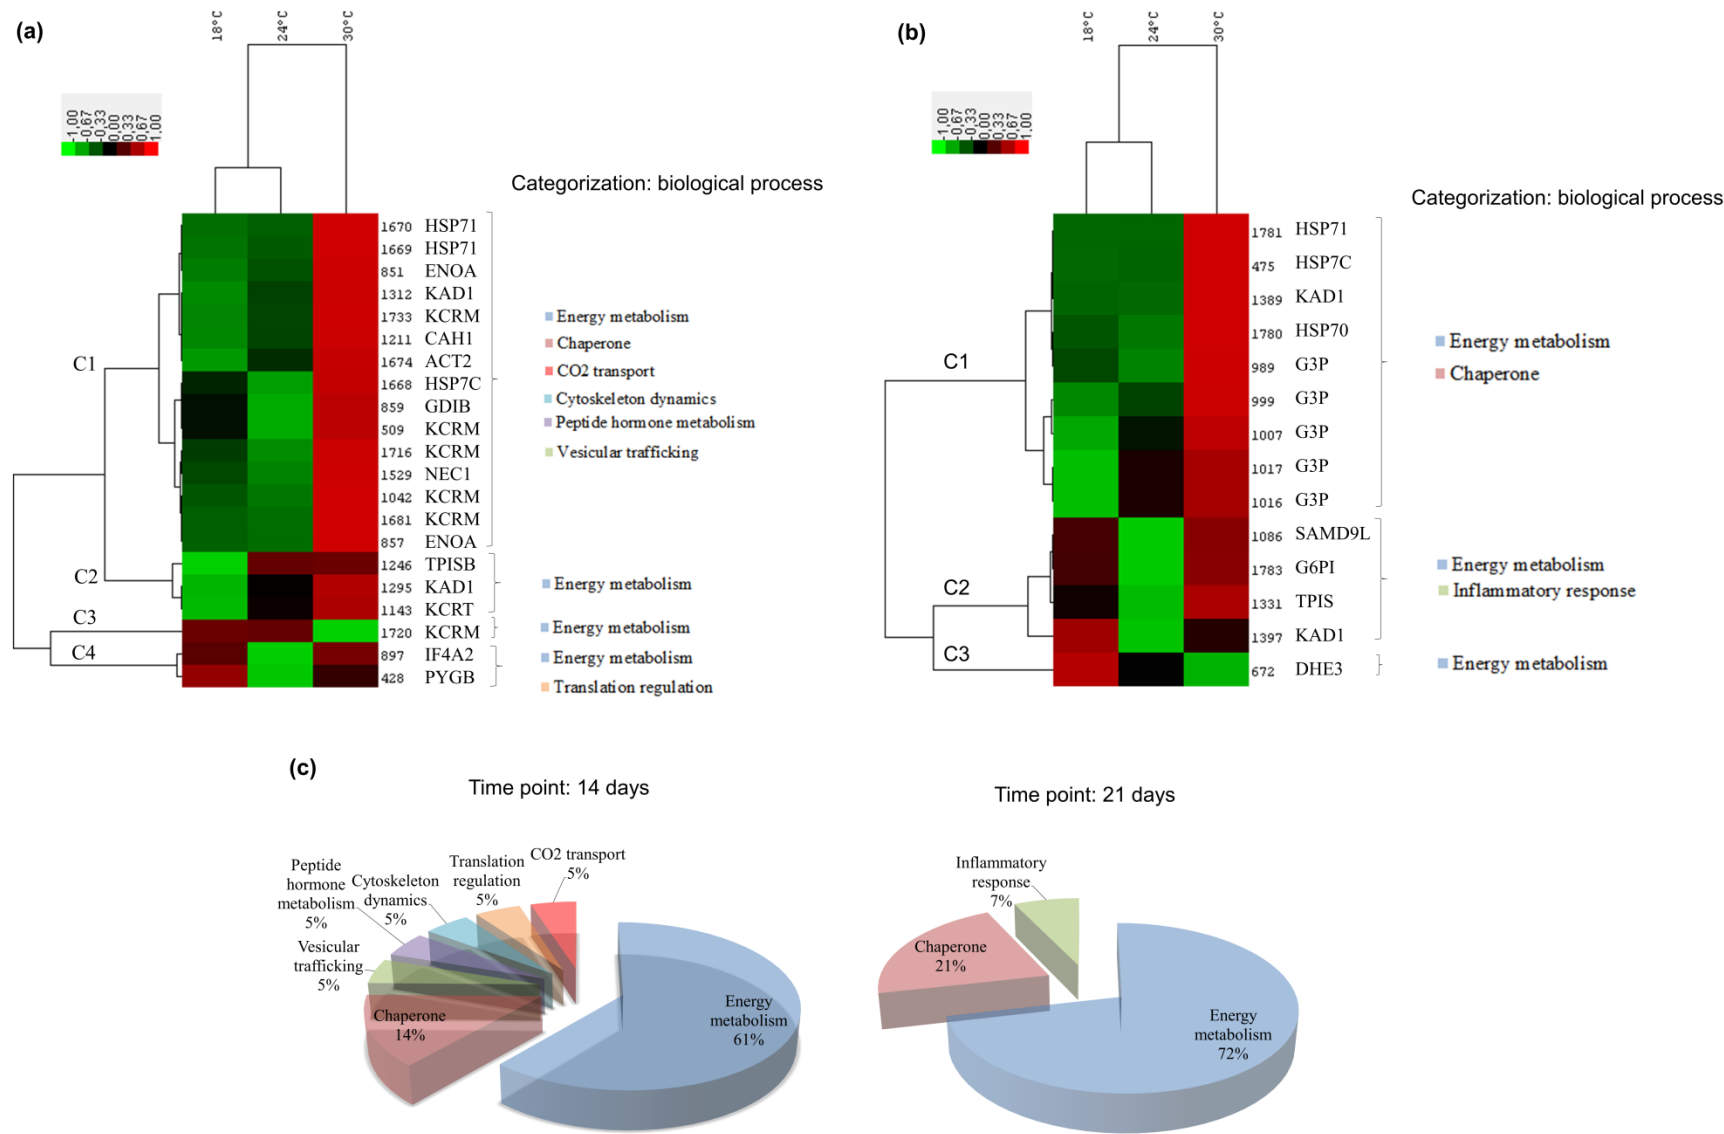 (a)
18°C
24°C
30°C
-1,00
-0,67
-0,33
0,00
0,33
0,67
1,00
Categorization: biological process
1670 HSP71
1669 HSP71
851 ENOA
1312 KAD1
1733 KCRM
1211 CAH1
1674 ACT2
1668 HSP7C
859 GDIB
509 KCRM
1716 KCRM
1529 NEC1
1042 KCRM
1681 KCRM
857 ENOA
1246 TPISB
1295 KAD1
1143 KCRT
1720 KCRM
897 IF4A2
428 PYGB
C1
C2
C3
C4
Energy metabolism
Chaperone
CO2 transport
Cytoskeleton dynamics
Peptide hormone metabolism
Vesicular trafficking
Energy metabolism
Energy metabolism
Energy metabolism
Translation regulation
(b)
18°C
24°C
30°C
-1,00
-0,67
-0,33
0,00
0,33
0,67
1,00
Categorization: biological process
1781 HSP71
475 HSP7C
1389 KAD1
1780 HSP70
989 G3P
999 G3P
1007 G3P
1017 G3P
1016 G3P
1086 SAMD9L
1783 G6PI
1331 TPIS
1397 KAD1
672 DHE3
C1
C2
C3
Energy metabolism
Chaperone
Energy metabolism
Inflammatory response
Energy metabolism
(c)
Time point: 14 days
Peptide
hormone
metabolism
5%
Cytoskeleton
dynamics
5%
Translation
regulation
5%
CO2 transport
5%
Vesicular
trafficking
5%
Chaperone
14%
Energy
metabolism
61%
Time point: 21 days
Inflammatory
response
7%
Chaperone
21%
Energy
metabolism
72%